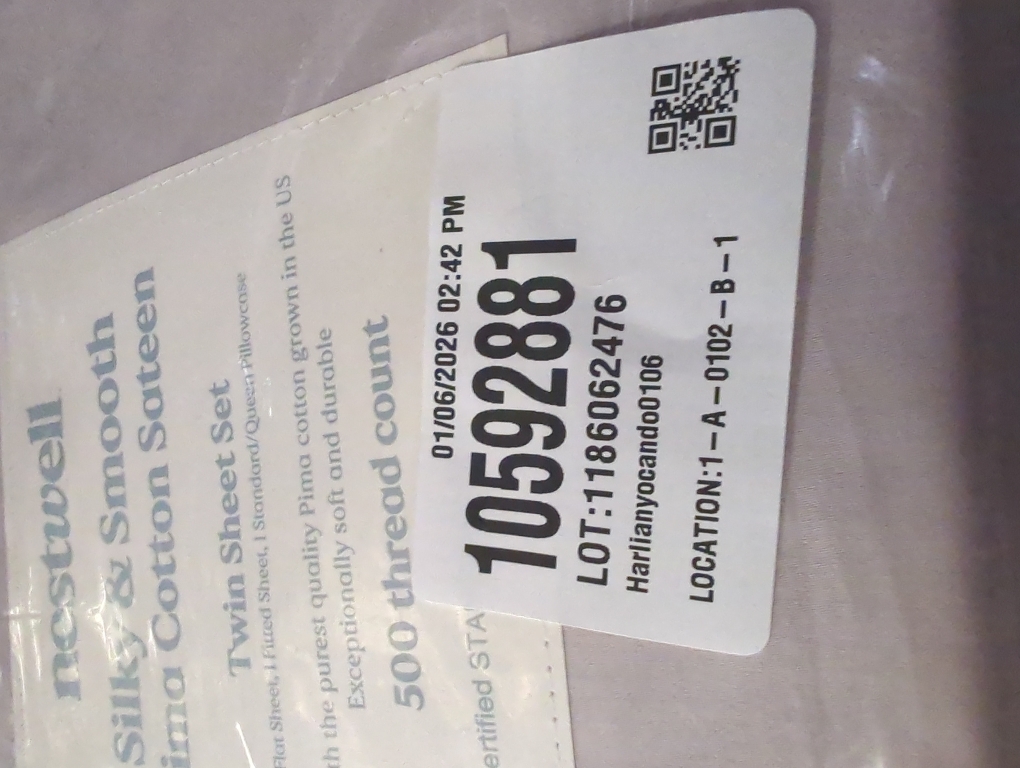 nestwell
Silky & Smooth
ima Cotton Sateen
Twin Sheet Set
Flat Sheet, 1 Fitted Sheet, 1 Standard/Queen Pillowcase
th the purest quality Pima cotton grown in the US
Exceptionally soft and durable
500 thread count
ertified STA
01/06/2026 02:42 PM
1059281
LOT:1186062476
Harlianyocando0106
LOCATION:1-A-0102-B-1